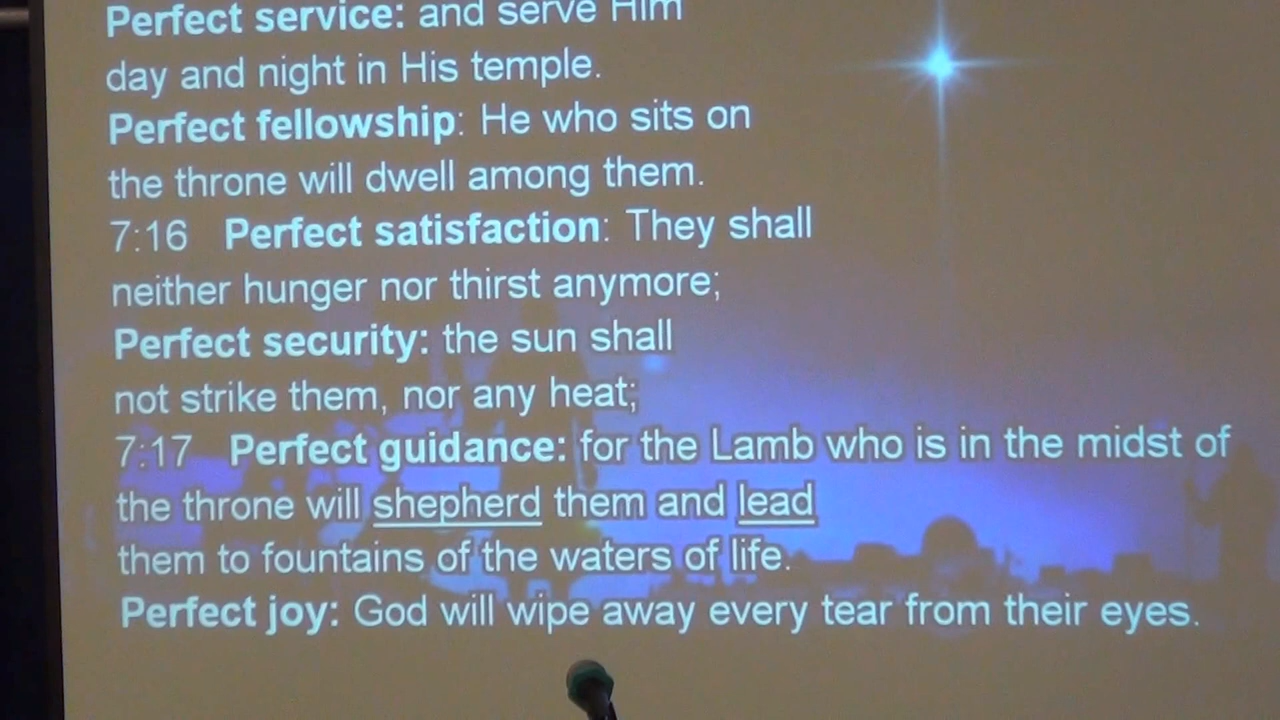 Perfect service: and serve Him
day and night in His temple.
Perfect fellowship: He who sits on
the throne will dwell among them.
7:16 Perfect satisfaction: They shall
neither hunger nor thirst anymore;
Perfect security: the sun shall
not strike them, nor any heat;
7:17 Perfect guidance: for the Lamb who is in the midst of
the throne will shepherd them and lead
them to fountains of the waters of life.
Perfect joy: God will wipe away every tear from their eyes.